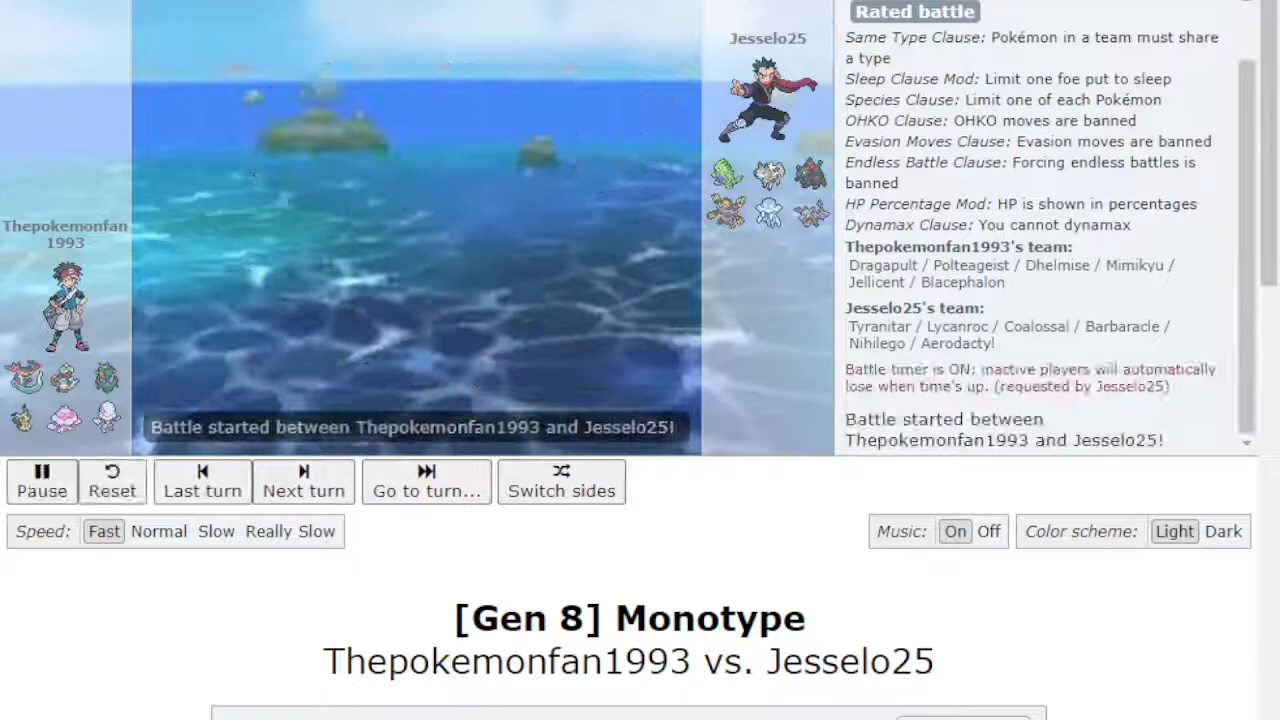 Rated battle
Same Type Clause: Pokémon in a team must share
a type
Sleep Clause Mod: Limit one foe put to sleep
Species Clause: Limit one of each Pokémon
OHKO Clause: OHKO moves are banned
Evasion Moves Clause: Evasion moves are banned
Endless Battle Clause: Forcing endless battles is
banned
HP Percentage Mod: HP is shown in percentages
Dynamax Clause: You cannot dynamax
Thepokemonfan1993's team:
Dragapult / Polteageist / Dhelmise / Mimikyu /
Jellicent / Blacephalon
Jesselo25's team:
Tyranitar / Lycanroc / Coalossal / Barbaracle /
Nihilego / Aerodactyl
Battle timer is ON: inactive players will automatically
lose when time's up. (requested by Jesselo25)
Battle started between
Thepokemonfan1993 and Jesselo25!
Jesselo25
Thepokemonfan
1993
Battle started between Thepokemonfan1993 and Jesselo25!
Pause
Reset
Last turn
Next turn
Go to turn...
Switch sides
Speed: Fast Normal Slow Really Slow
Music: On Off
Color scheme: Light Dark
[Gen 8] Monotype
Thepokemonfan1993 vs. Jesselo25